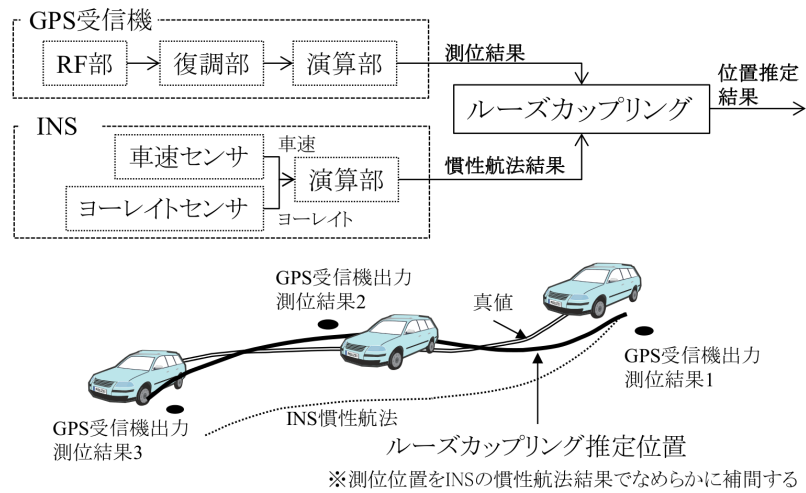 GPS受信機
RF部
復調部
演算部
測位結果
ルーズカップリング
位置推定
結果
INS
車速センサ
車速
演算部
慣性航法結果
ヨーレイトセンサ
ヨーレイト
GPS受信機出力
測位結果2
真値
GPS受信機出力
測位結果1
GPS受信機出力
測位結果3
INS慣性航法
ルーズカップリング推定位置
※測位位置をINSの慣性航法結果でなめらかに補間する